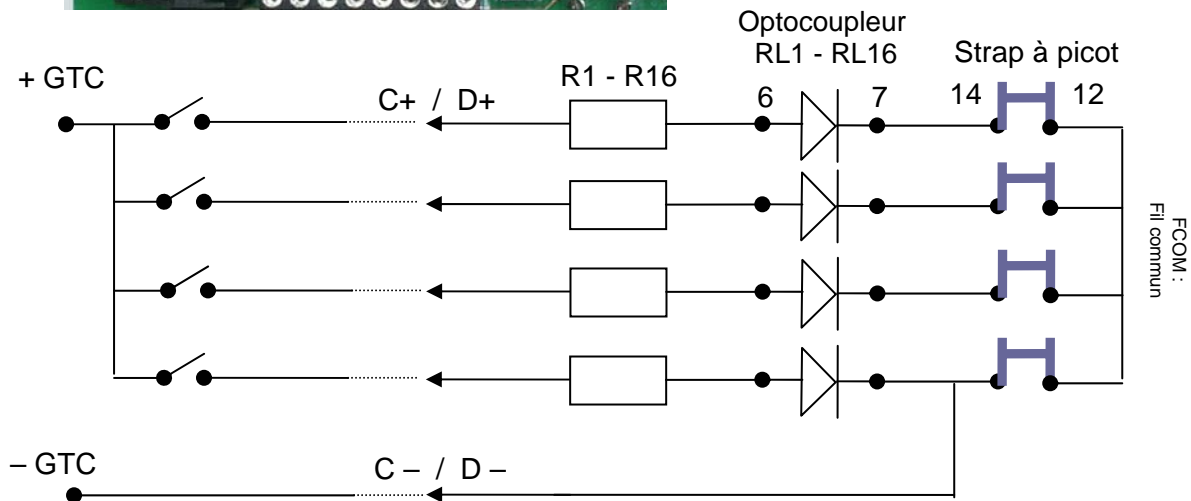 Optocoupleur
RL1 - RL16
Strap à picot
+ GTC
R1 - R16
C+ / D+
6
7
14
12
FCOM :
Fil commun
– GTC
C – / D –